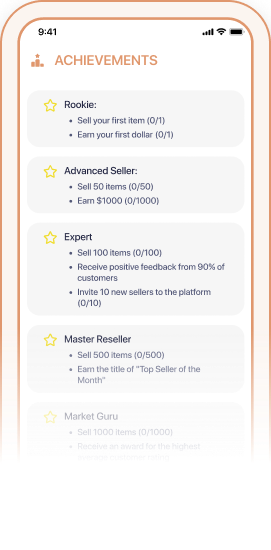 9:41
ACHIEVEMENTS
Rookie:
• Sell your first item (0/1)
• Earn your first dollar (0/1)
Advanced Seller:
• Sell 50 items (0/50)
• Earn $1000 (0/1000)
Expert
• Sell 100 items (0/100)
• Receive positive feedback from 90% of
customers
• Invite 10 new sellers to the platform
(0/10)
Master Reseller
• Sell 500 items (0/500)
• Earn the title of "Top Seller of the
Month"
Market Guru
• Sell 1000 items (0/1000)
• Receive an award for the highest